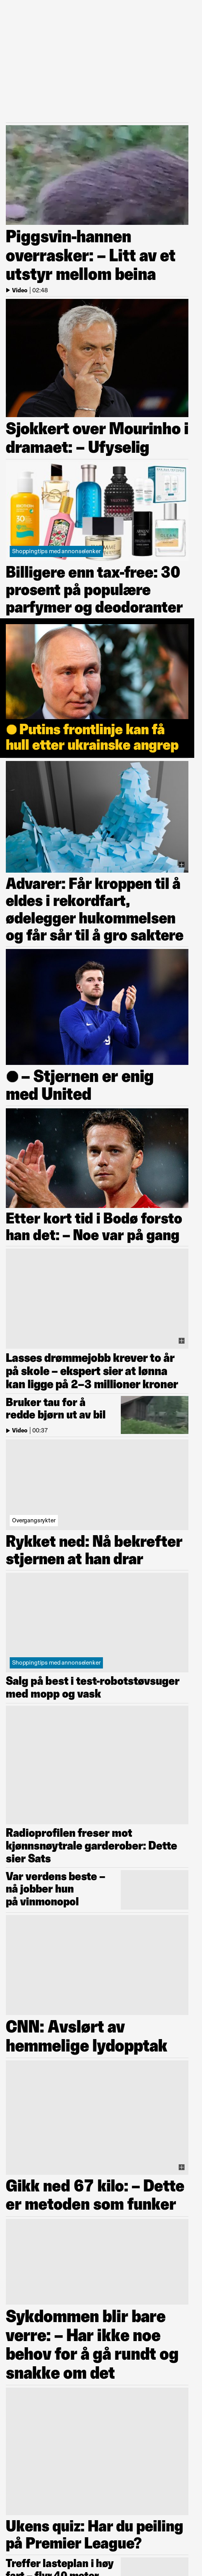 Piggsvin-hannen
overrasker: – Litt av et
utstyr mellom beina
Video | 02:48
Sjokkert over Mourinho i
dramaet: – Ufyselig
Shoppingtips med annonselenker
Billigere enn tax-free: 30
prosent på populære
parfymer og deodoranter
Putins frontlinje kan få
hull etter ukrainske angrep
Advarer: Får kroppen til å
eldes i rekordfart,
ødelegger hukommelsen
og får sår til å gro saktere
– Stjernen er enig
med United
Etter kort tid i Bodø forsto
han det: – Noe var på gang
Lasses drømmejobb krever to år
på skole – ekspert sier at lønna
kan ligge på 2–3 millioner kroner
Bruker tau for å
redde bjørn ut av bil
Video | 00:37
Overgangsrykter
Rykket ned: Nå bekrefter
stjernen at han drar
Shoppingtips med annonselenker
Salg på best i test-robotstøvsuger
med mopp og vask
Radioprofilen freser mot
kjønnsnøytrale garderober: Dette
sier Sats
Var verdens beste –
nå jobber hun
på vinmonopol
CNN: Avslørt av
hemmelige lydopptak
Gikk ned 67 kilo: – Dette
er metoden som funker
Sykdommen blir bare
verre: – Har ikke noe
behov for å gå rundt og
snakke om det
Ukens quiz: Har du peiling
på Premier League?
Treffer lasteplan i høy
fart – flyr 40 meter